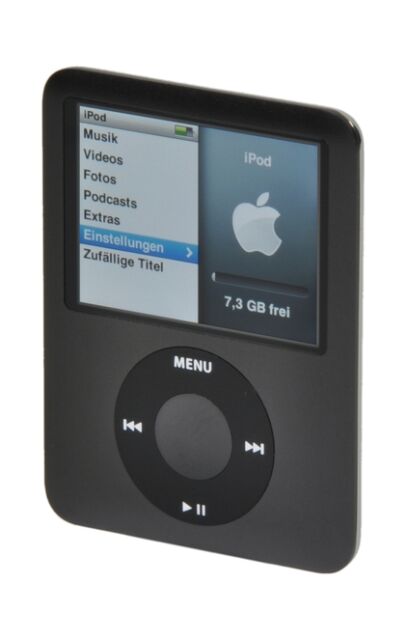 iPod
Musik
Videos
Fotos
Podcasts
Extras
Einstellungen
Zufällige Titel
iPod
7,3 GB frei
MENU